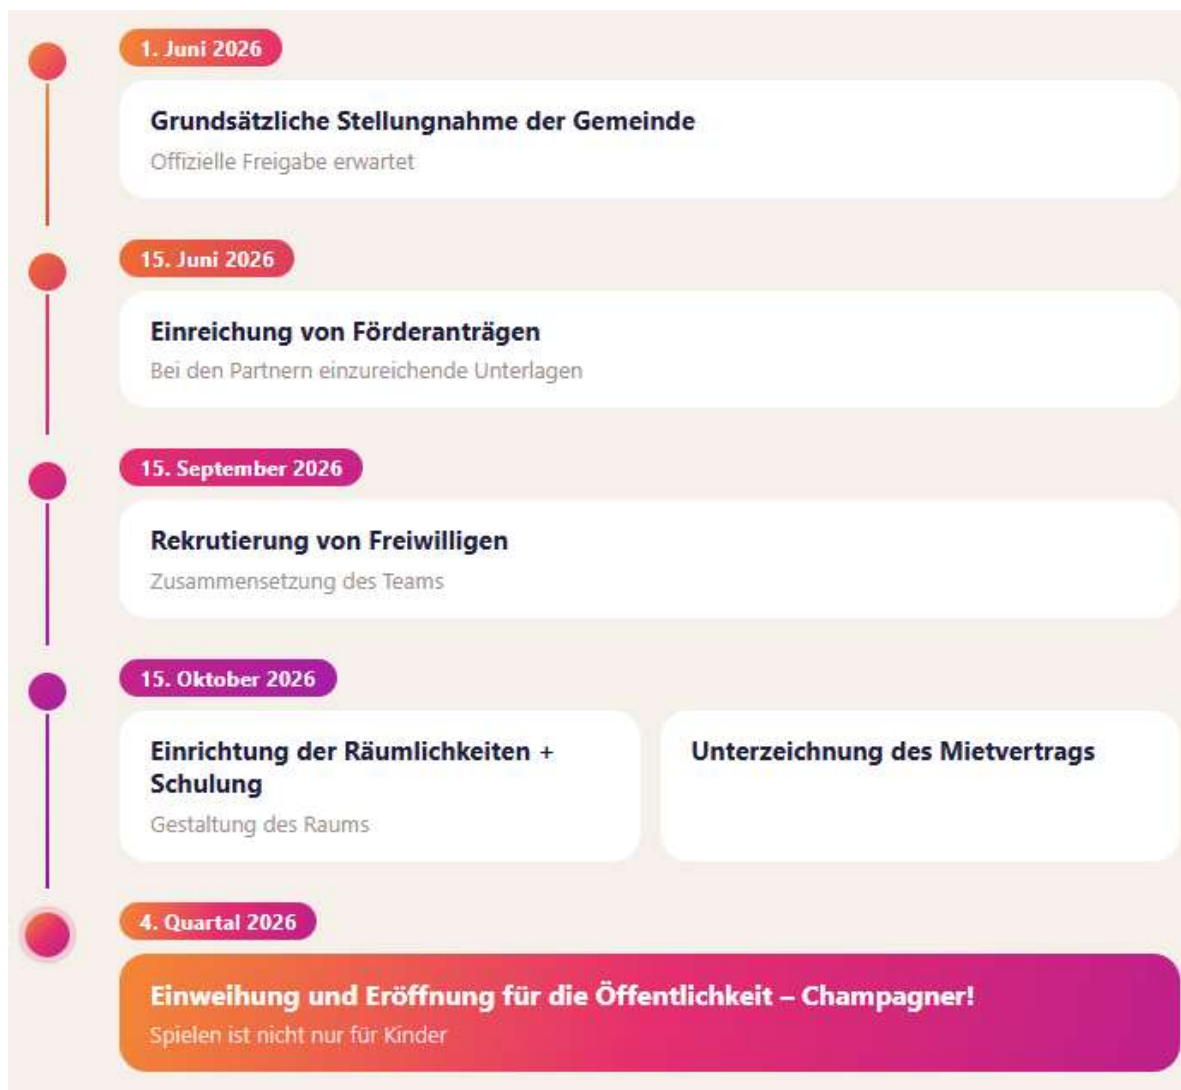 1. Juni 2026
Grundsätzliche Stellungnahme der Gemeinde
Offizielle Freigabe erwartet
15. Juni 2026
Einreichung von Förderanträgen
Bei den Partnern einzureichende Unterlagen
15. September 2026
Rekrutierung von Freiwilligen
Zusammensetzung des Teams
15. Oktober 2026
Einrichtung der Räumlichkeiten +
Schulung
Gestaltung des Raums
Unterzeichnung des Mietvertrags
4. Quartal 2026
Einweihung und Eröffnung für die Öffentlichkeit – Champagner!
Spielen ist nicht nur für Kinder